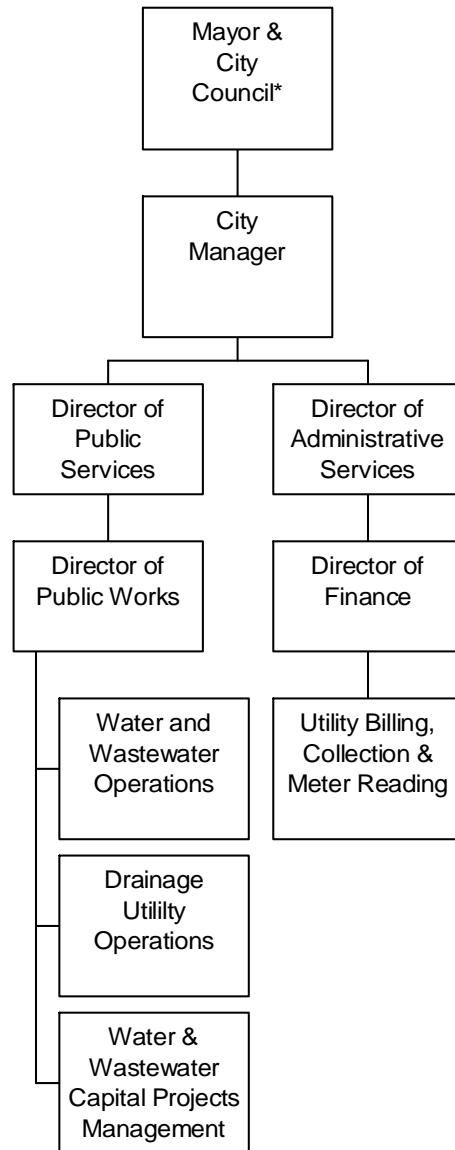 Mayor &
City
Council*
City
Manager
Director of
Public
Services
Director of
Administrative
Services
Director of
Public Works
Director of
Finance
Water and
Wastewater
Operations
Utility Billing,
Collection &
Meter Reading
Drainage
Utililty
Operations
Water &
Wastewater
Capital Projects
Management